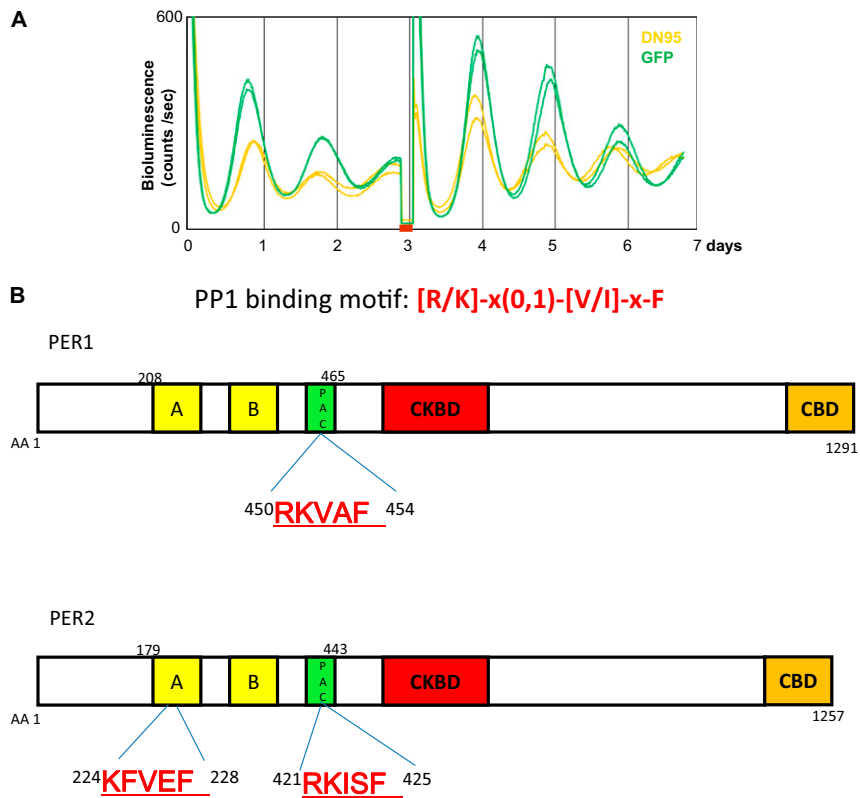 A
600
Bioluminescence
(counts /sec)
0
DN95
GFP
0 1 2 3 4 5 6 7 days
B
PP1 binding motif: [R/K]-x(0,1)-[V/I]-x-F
PER1
208 465
A B PAC CKBD CBD
AA 1 1291
450 RKVAF 454
PER2
179 443
A B PAC CKBD CBD
AA 1 1257
224 KFVEF 228 421 RKISF 425